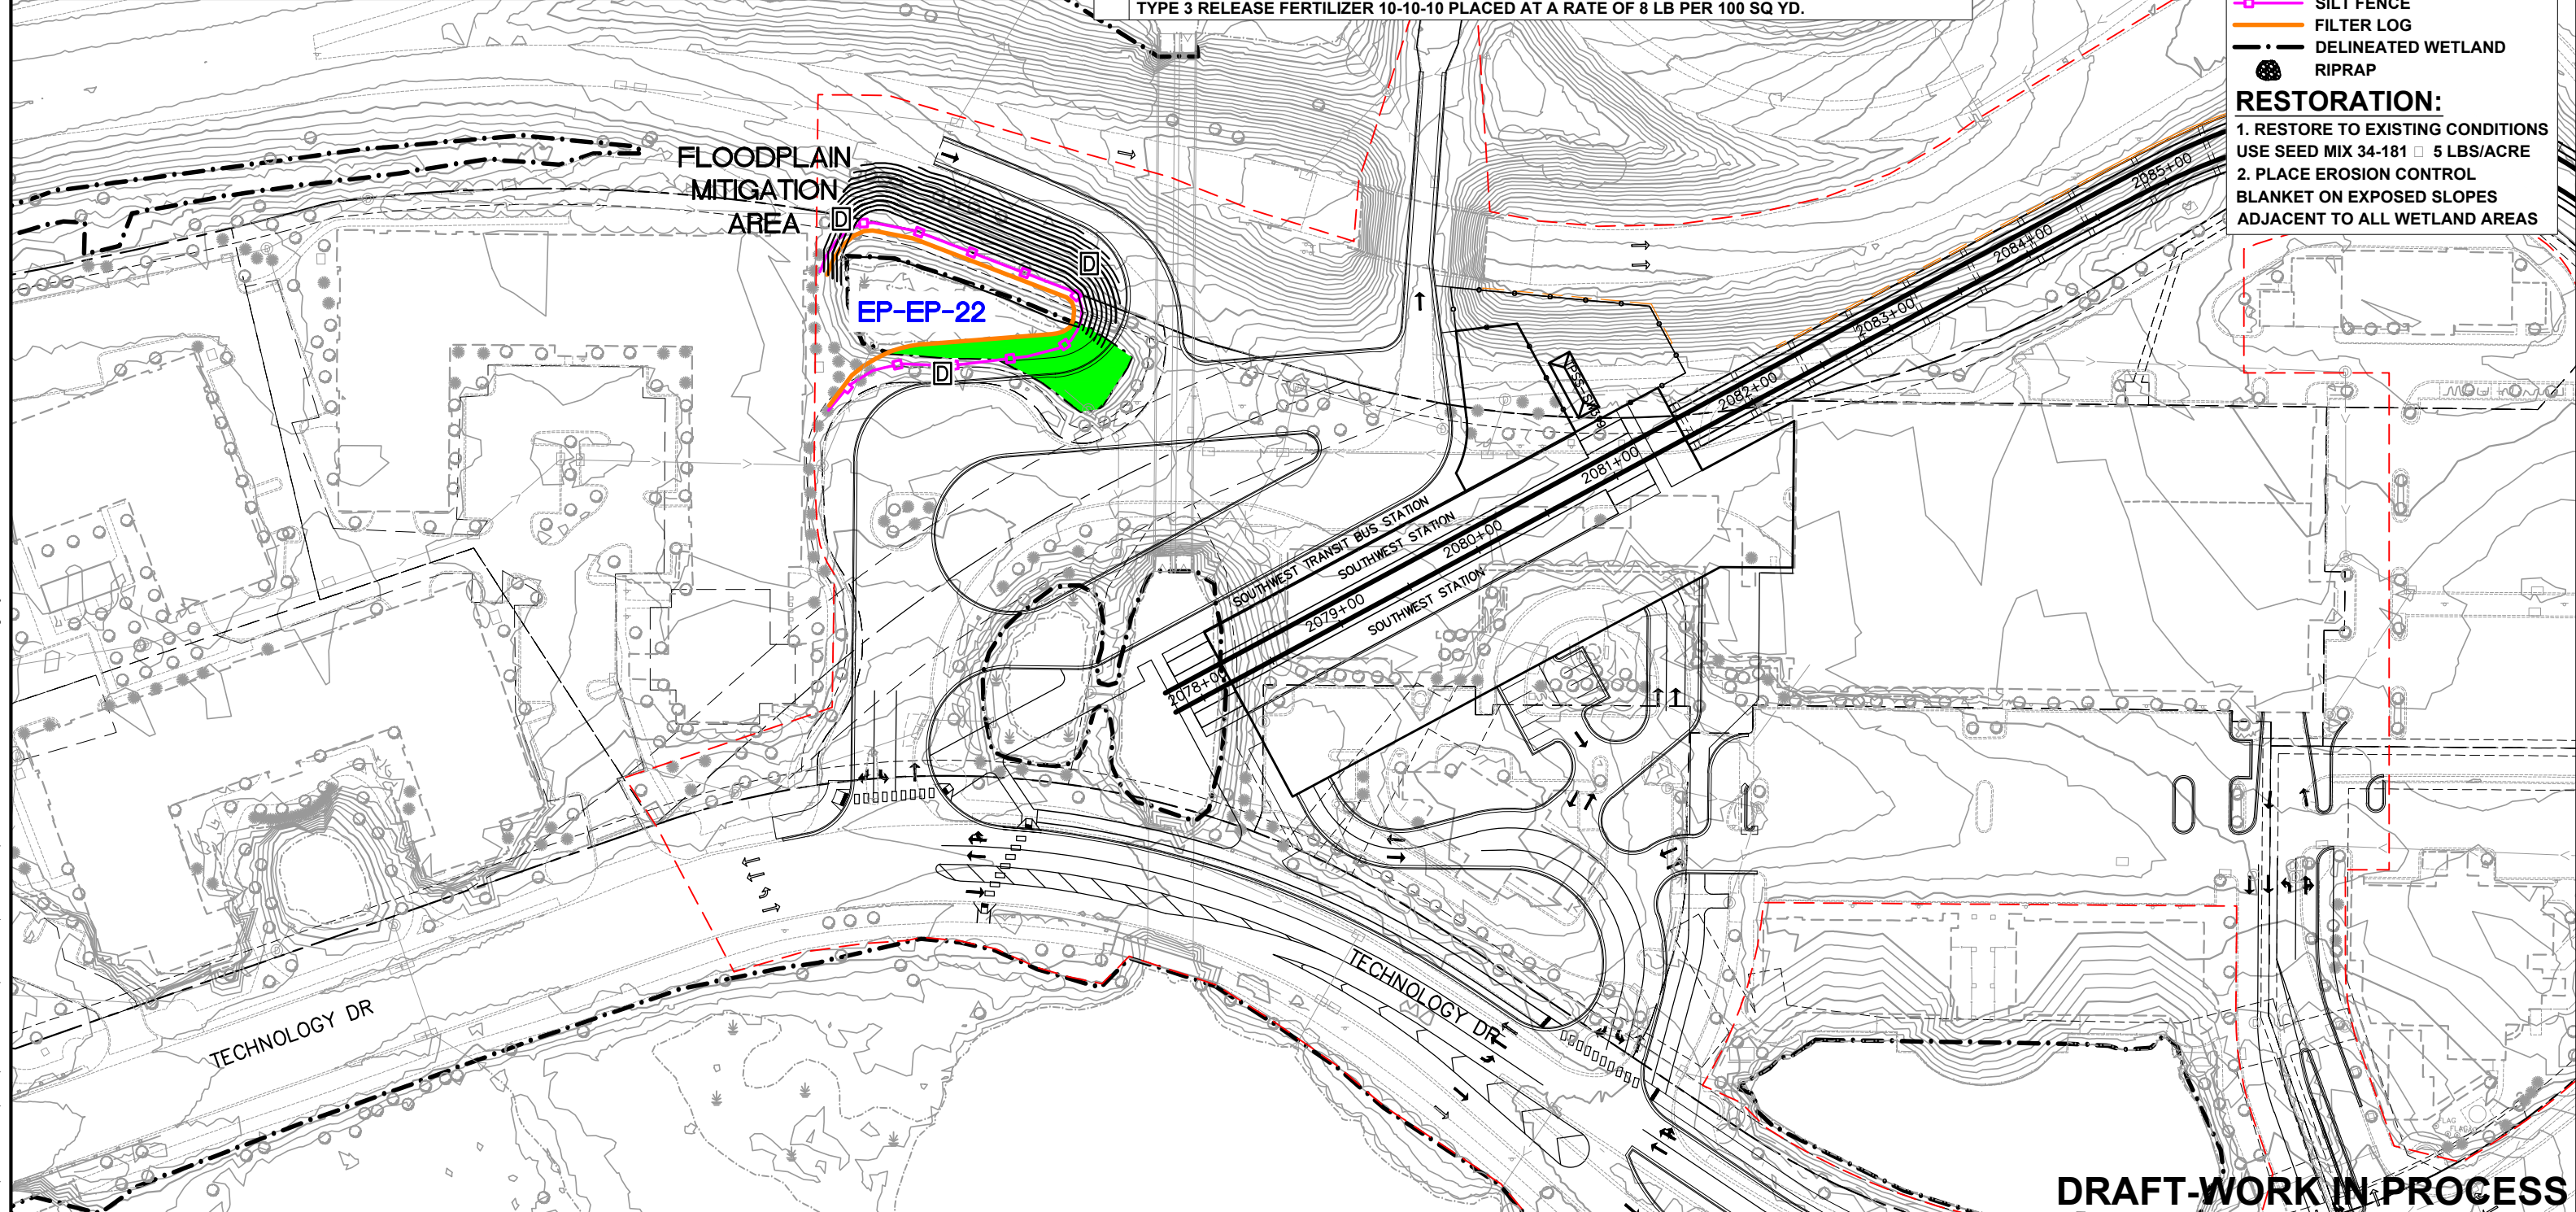 TYPE 3 RELEASE FERTILIZER 10-10-10 PLACED AT A RATE OF 8 LB PER 100 SQ YD.
SILT FENCE
FILTER LOG
DELINEATED WETLAND
RIPRAP
RESTORATION:
1. RESTORE TO EXISTING CONDITIONS
USE SEED MIX 34-181 □ 5 LBS/ACRE
2. PLACE EROSION CONTROL
BLANKET ON EXPOSED SLOPES
ADJACENT TO ALL WETLAND AREAS
FLOODPLAIN
MITIGATION
AREA
D
D
EP-EP-22
D
2085+00
2084+00
2083+00
2082+00
2081+00
2080+00
2079+00
2078+00
SOUTHWEST TRANSIT BUS STATION
SOUTHWEST STATION
SOUTHWEST STATION
TECHNOLOGY DR
TECHNOLOGY DR
FLAG
DRAFT-WORK IN PROCESS